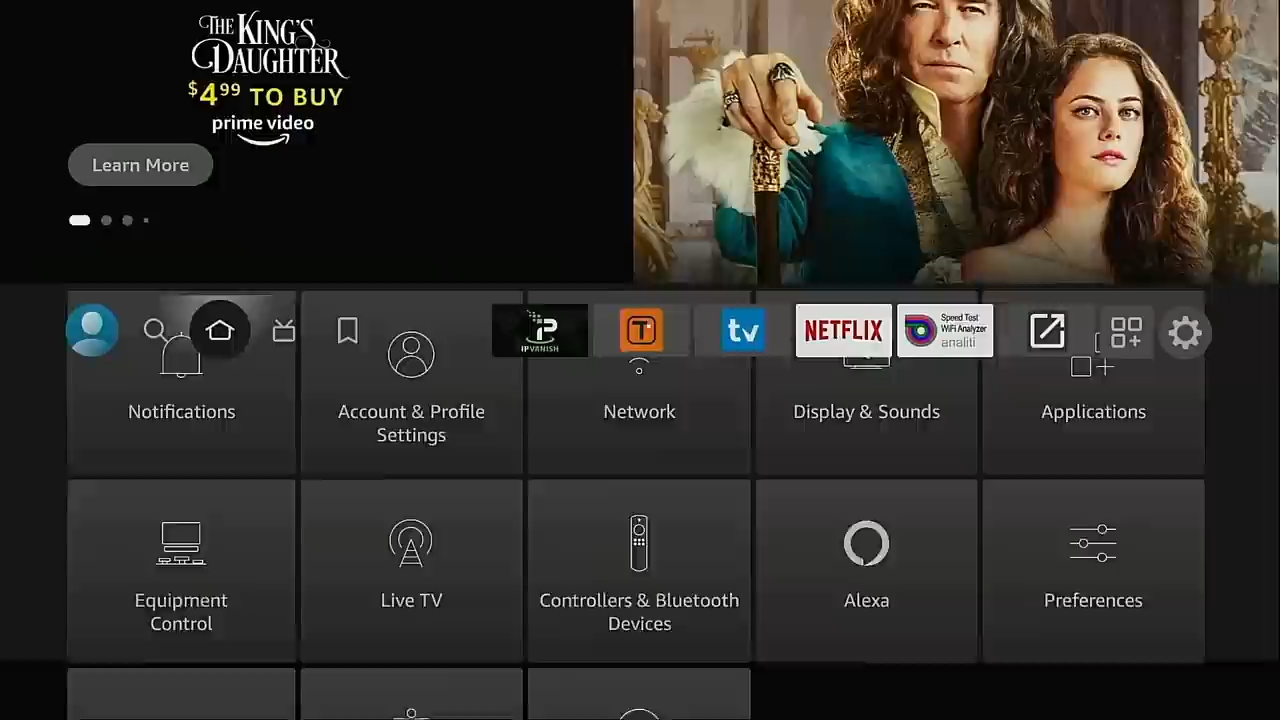 THE KING'S
DAUGHTER
$4.99 TO BUY
prime video
Learn More
IPVANISH
T
tv
NETFLIX
Speed Test
WiFi Analyzer
analiti
Notifications
Account & Profile
Settings
Network
Display & Sounds
Applications
Equipment
Control
Live TV
Controllers & Bluetooth
Devices
Alexa
Preferences